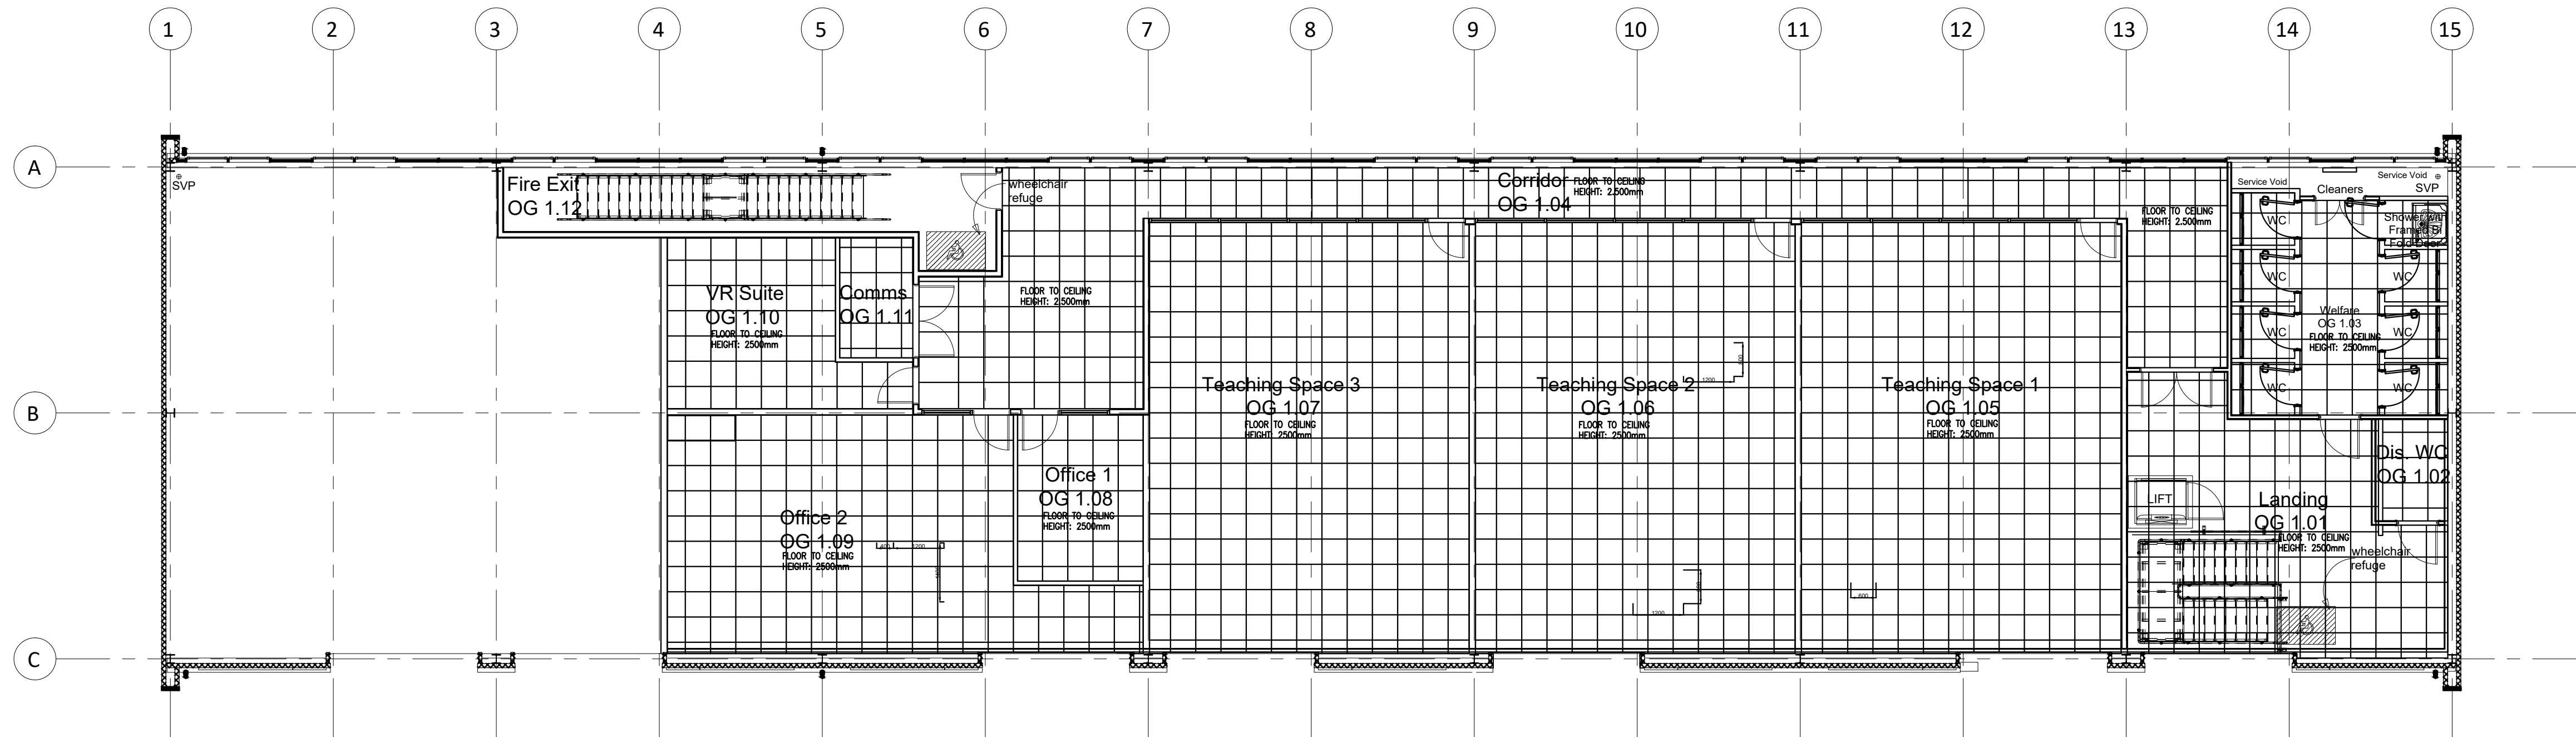 1 2 3 4 5 6 7 8 9 10 11 12 13 14 15
A
SVP
Fire Exit
OG 1.12
wheelchair
refuge
Corridor
OG 1.04
FLOOR TO CEILING
HEIGHT: 2.500mm
FLOOR TO CEILING
HEIGHT: 2.500mm
Service Void
Cleaners
Service Void
SVP
WC
Shower with
Framed Bi
Fold Door
WC
WC
WC
WC
WC
WC
WC
Welfare
OG 1.03
FLOOR TO CEILING
HEIGHT: 2500mm
VR Suite
OG 1.10
FLOOR TO CEILING
HEIGHT: 2500mm
Comms
OG 1.11
FLOOR TO CEILING
HEIGHT: 2.500mm
Teaching Space 3
OG 1.07
FLOOR TO CEILING
HEIGHT: 2500mm
600
1200
Teaching Space 2
OG 1.06
FLOOR TO CEILING
HEIGHT: 2500mm
Teaching Space 1
OG 1.05
FLOOR TO CEILING
HEIGHT: 2500mm
B
Office 1
OG 1.08
FLOOR TO CEILING
HEIGHT: 2500mm
Office 2
OG 1.09
FLOOR TO CEILING
HEIGHT: 2500mm
400
1200
1200
600
LIFT
Landing
OG 1.01
FLOOR TO CEILING
HEIGHT: 2500mm
Dis. WC
OG 1.02
wheelchair
refuge
C